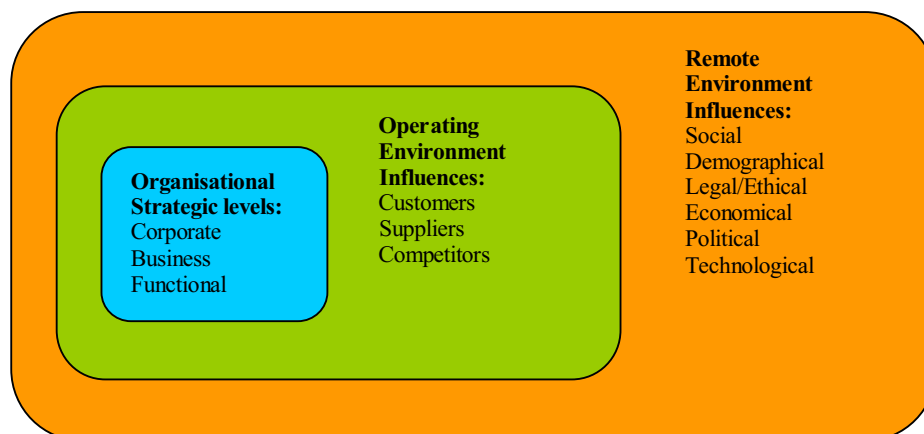 Organisational
Strategic levels:
Corporate
Business
Functional
Operating
Environment
Influences:
Customers
Suppliers
Competitors
Remote
Environment
Influences:
Social
Demographical
Legal/Ethical
Economical
Political
Technological